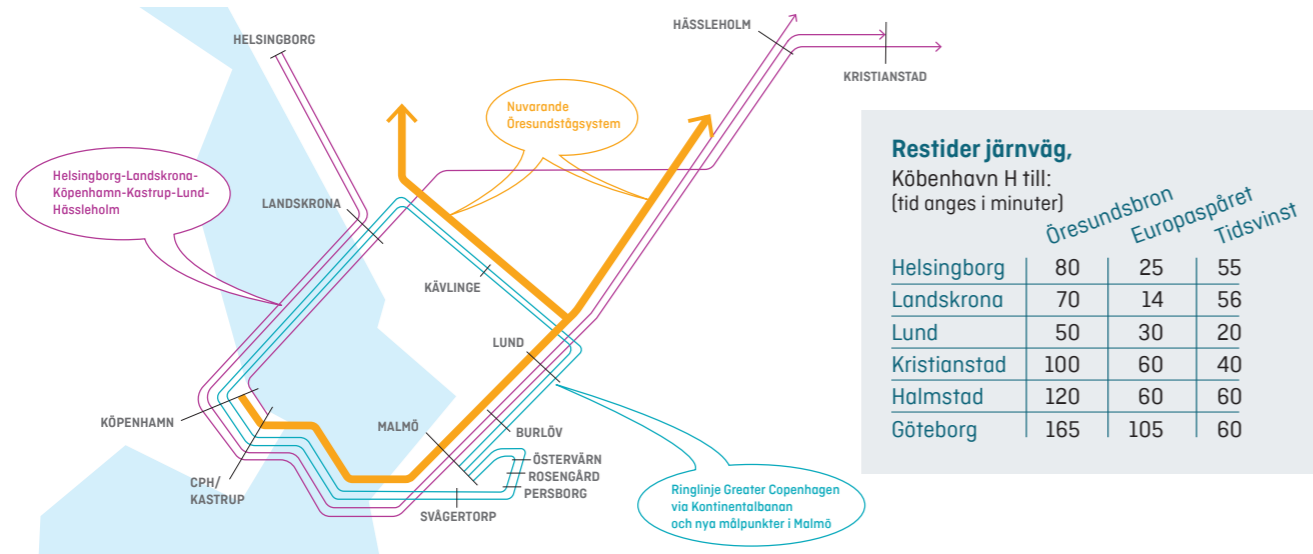 HELSINGBORG
HÄSSLEHOLM
KRISTIANSTAD
Nuvarande
Öresundstågsystem
Helsingborg-Landskrona-
Köpenhamn-Kastrup-Lund-
Hässleholm
LANDSKRONA
KÄVLINGE
LUND
KÖPENHAMN
MALMÖ
BURLÖV
ÖSTERVÄRN
ROSENGÅRD
PERSBORG
CPH/
KASTRUP
SVÅGERTORP
Ringlinje Greater Copenhagen
via Kontinentalbanan
och nya målpunkter i Malmö
Restider järnväg,
Köbenhavn H till:
(tid anges i minuter)
Öresundsbron Europaspåret Tidsvinst
Helsingborg 80 25 55
Landskrona 70 14 56
Lund 50 30 20
Kristianstad 100 60 40
Halmstad 120 60 60
Göteborg 165 105 60